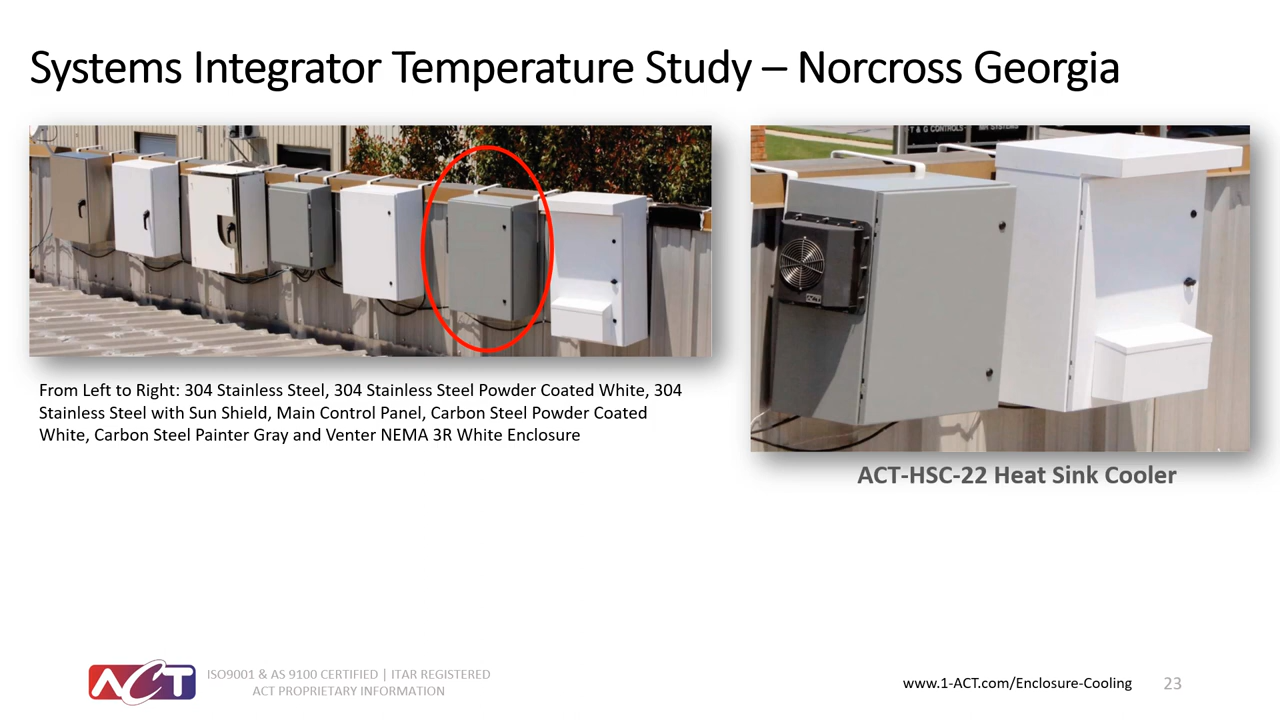 Systems Integrator Temperature Study – Norcross Georgia
T & G CONTROLS
From Left to Right: 304 Stainless Steel, 304 Stainless Steel Powder Coated White, 304
Stainless Steel with Sun Shield, Main Control Panel, Carbon Steel Powder Coated
White, Carbon Steel Painter Gray and Venter NEMA 3R White Enclosure
ACT
ACT-HSC-22 Heat Sink Cooler
ACT
ISO9001 & AS 9100 CERTIFIED | ITAR REGISTERED
ACT PROPRIETARY INFORMATION
www.1-ACT.com/Enclosure-Cooling
23